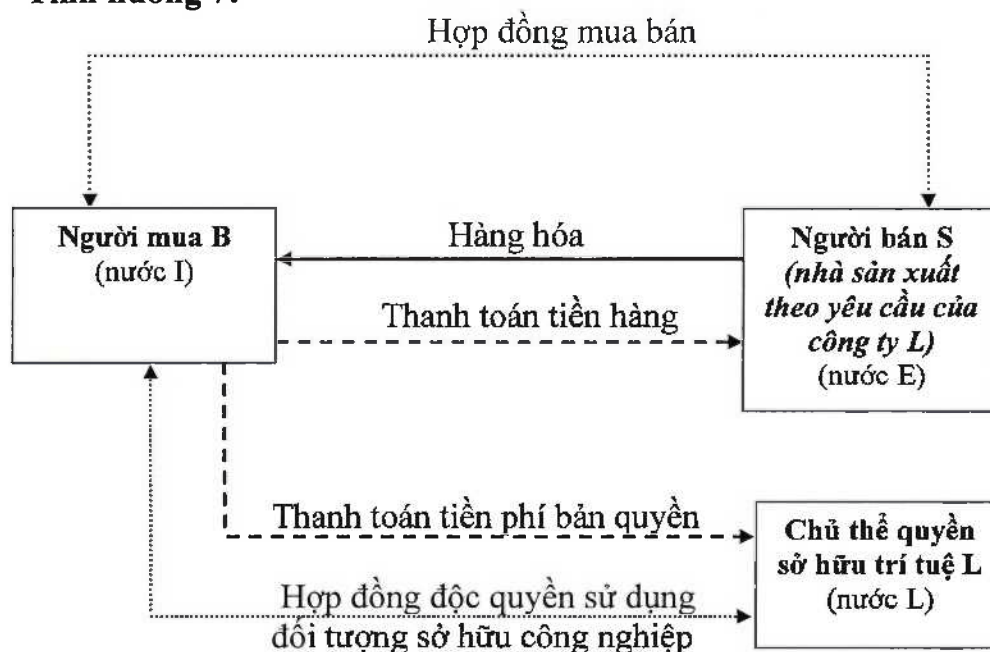 Hợp đồng mua bán
Người mua B
(nước I)
Hàng hóa
Thanh toán tiền hàng
Người bán S
(nhà sản xuất
theo yêu cầu của
công ty L)
(nước E)
Thanh toán tiền phí bản quyền
Chủ thể quyền
sở hữu trí tuệ L
(nước L)
Hợp đồng độc quyền sử dụng
đối tượng sở hữu công nghiệp